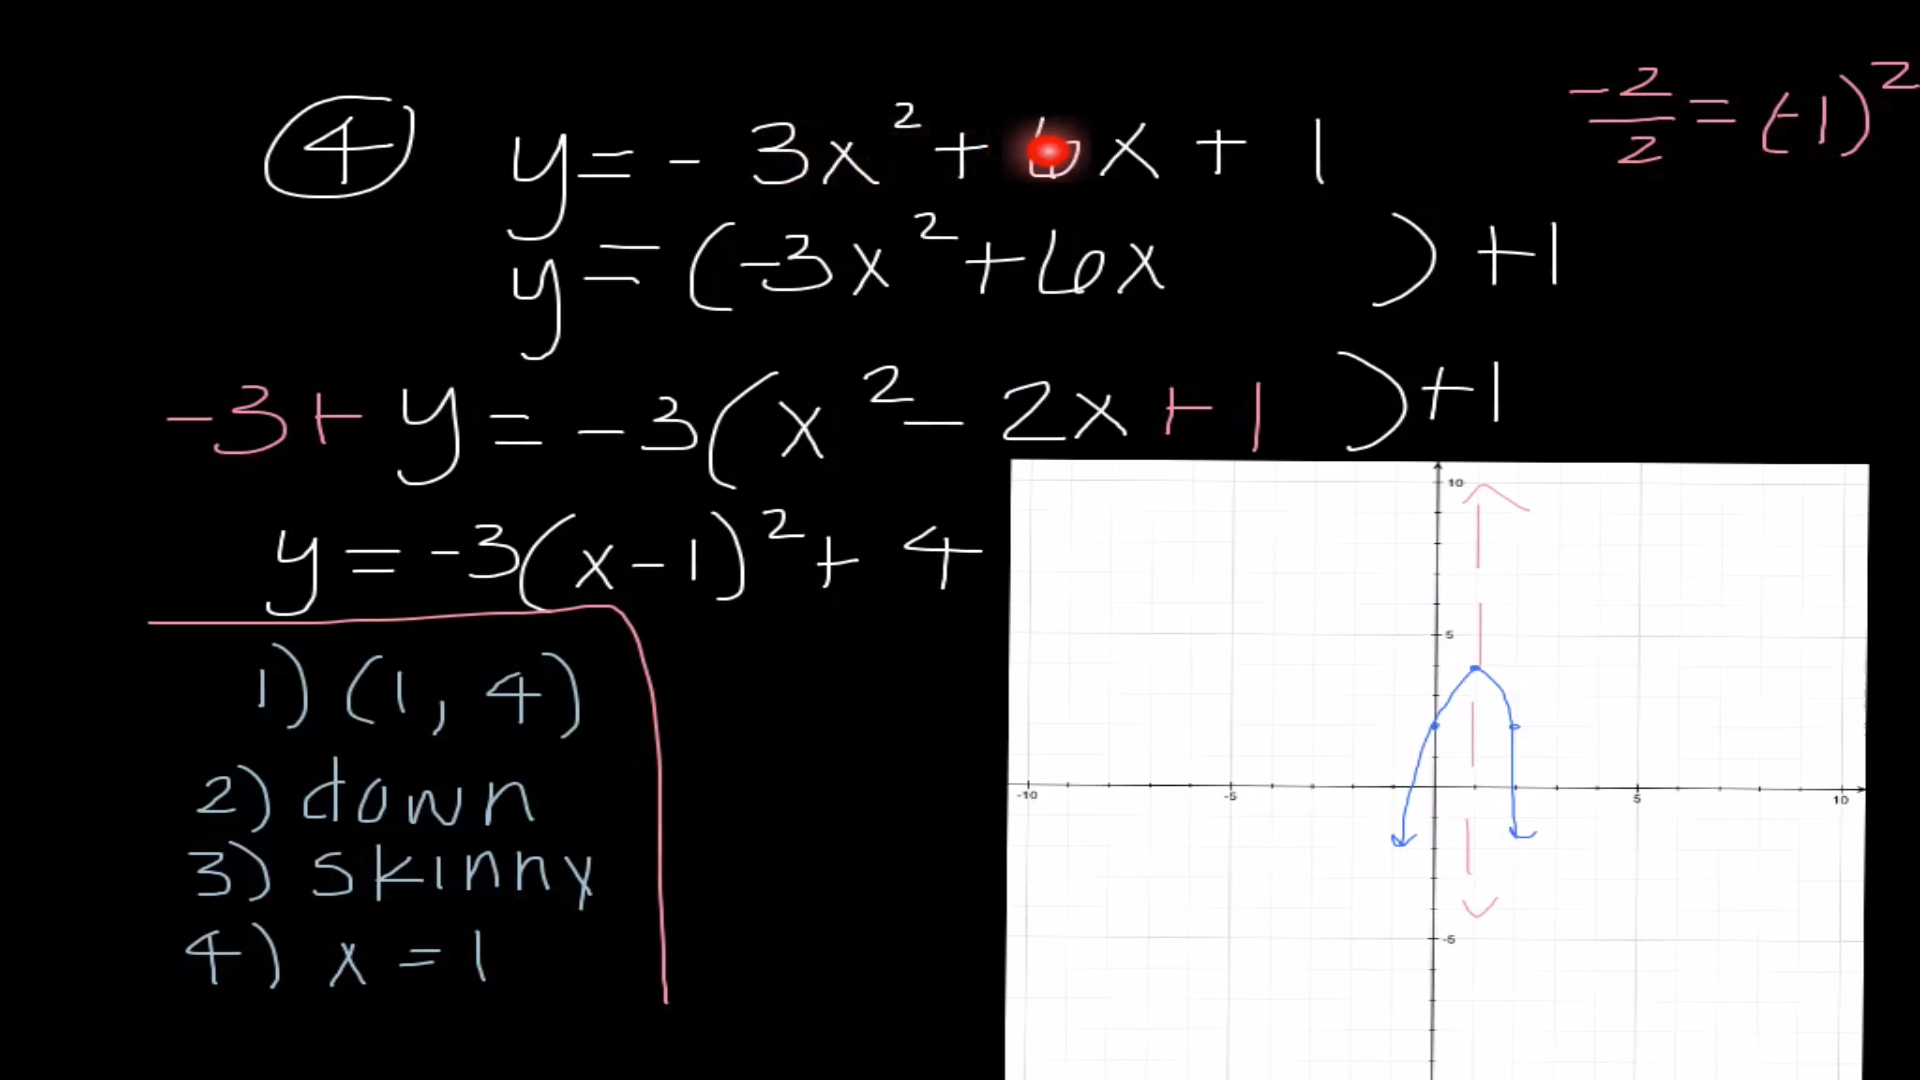 ④ y = -3x² + 6x + 1
-2/2 = (-1)²
y = (-3x² + 6x ) + 1
-3 + y = -3(x² - 2x + 1 ) + 1
y = -3(x - 1)² + 4
1) (1, 4)
2) down
3) skinny
4) x = 1
10
5
-10 -5 5 10
-5